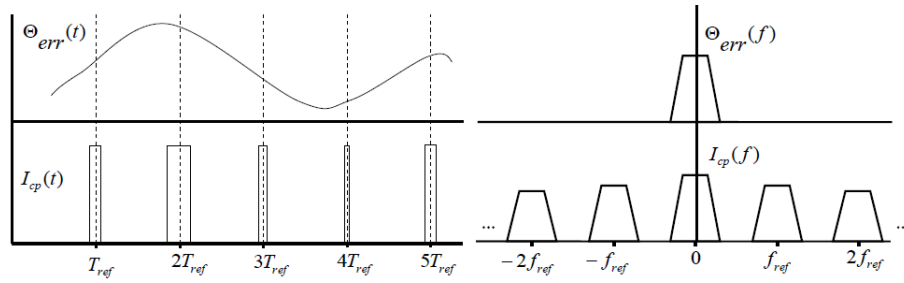 Θerr(t)
Icp(t)
Tref 2Tref 3Tref 4Tref 5Tref
Θerr(f)
Icp(f)
... ...
−2fref −fref 0 fref 2fref